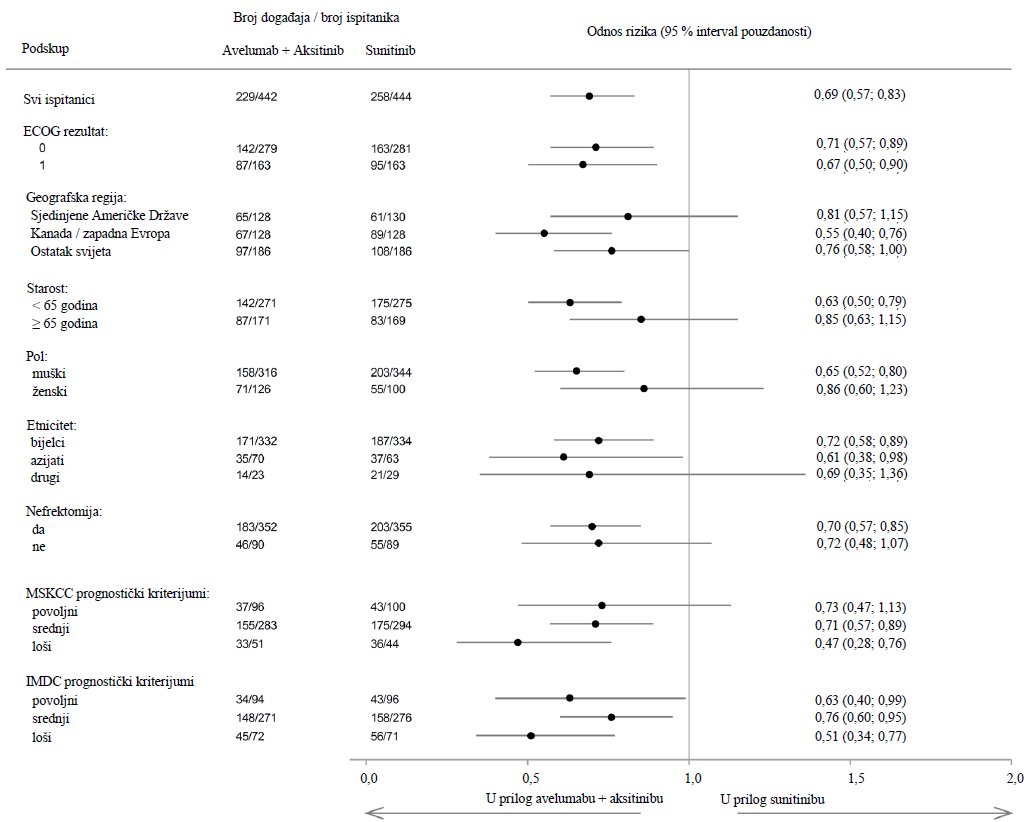 Broj događaja / broj ispitanika
Odnos rizika (95 % interval pouzdanosti)
Podskup Avelumab + Aksitinib Sunitinib
Svi ispitanici 229/442 258/444 0,69 (0,57; 0,83)
ECOG rezultat:
0 142/279 163/281 0,71 (0,57; 0,89)
1 87/163 95/163 0,67 (0,50; 0,90)
Geografska regija:
Sjedinjene Američke Države 65/128 61/130 0,81 (0,57; 1,15)
Kanada / zapadna Evropa 67/128 89/128 0,55 (0,40; 0,76)
Ostatak svijeta 97/186 108/186 0,76 (0,58; 1,00)
Starost:
< 65 godina 142/271 175/275 0,63 (0,50; 0,79)
≥ 65 godina 87/171 83/169 0,85 (0,63; 1,15)
Pol:
muški 158/316 203/344 0,65 (0,52; 0,80)
ženski 71/126 55/100 0,86 (0,60; 1,23)
Etnicitet:
bijelci 171/332 187/334 0,72 (0,58; 0,89)
azijati 35/70 37/63 0,61 (0,38; 0,98)
drugi 14/23 21/29 0,69 (0,35; 1,36)
Nefrektomija:
da 183/352 203/355 0,70 (0,57; 0,85)
ne 46/90 55/89 0,72 (0,48; 1,07)
MSKCC prognostički kriterijumi:
povoljni 37/96 43/100 0,73 (0,47; 1,13)
srednji 155/283 175/294 0,71 (0,57; 0,89)
loši 33/51 36/44 0,47 (0,28; 0,76)
IMDC prognostički kriterijumi
povoljni 34/94 43/96 0,63 (0,40; 0,99)
srednji 148/271 158/276 0,76 (0,60; 0,95)
loši 45/72 56/71 0,51 (0,34; 0,77)
0,0 0,5 1,0 1,5 2,0
U prilog avelumabu + aksitinibu U prilog sunitinibu